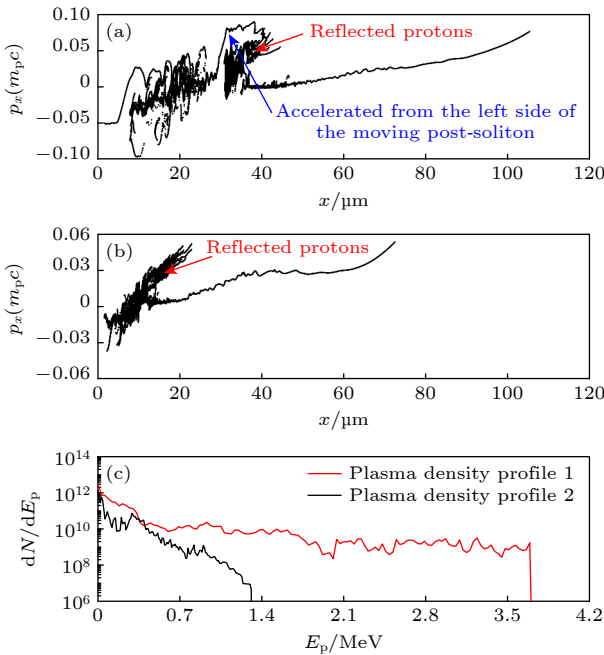 0.10
(a)
Reflected protons
0.05
0
Accelerated from the left side of
the moving post-soliton
-0.05
-0.10
p_x(m_pc)
0 20 40 60 80 100 120
x/µm
0.06
(b)
Reflected protons
0.03
0
-0.03
-0.06
p_x(m_pc)
0 20 40 60 80 100 120
x/µm
10^14
(c)
Plasma density profile 1
10^12
Plasma density profile 2
10^10
10^8
10^6
dN/dE_p
0 0.7 1.4 2.1 2.8 3.5 4.2
E_p/MeV